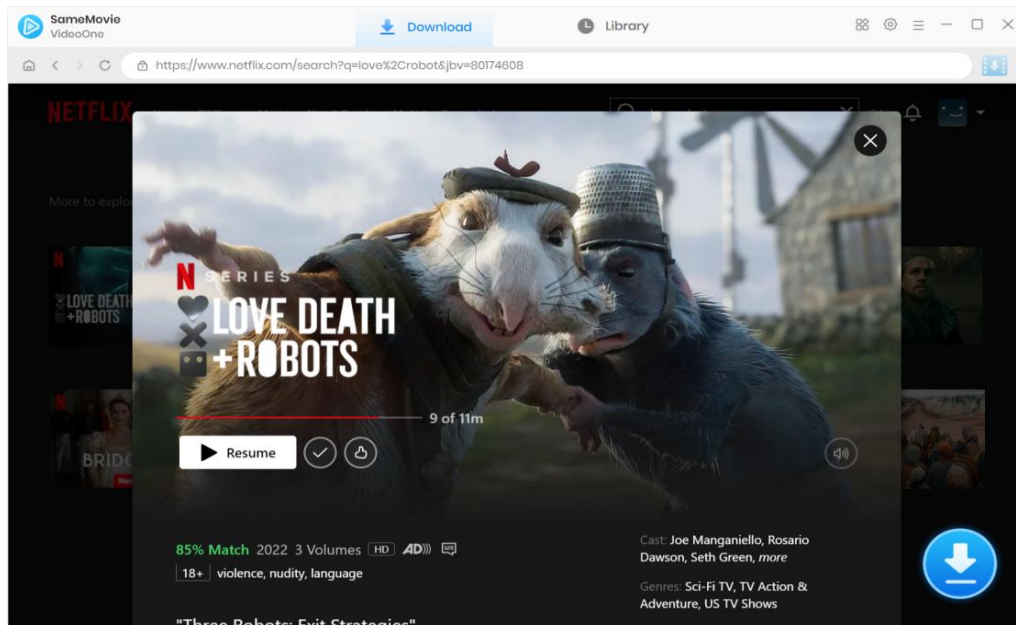 SameMovie
VideoOne
Download
Library
https://www.netflix.com/search?q=love%2Crobot&jbv=80174608
NETFLIX
More to explo
N SERIES
LOVE DEATH
+ROBOTS
LOVE DEATH
+ROBOTS
9 of 11m
Resume
BRIDG
New
85% Match 2022 3 Volumes HD AD
18+ violence, nudity, language
Cast: Joe Manganiello, Rosario
Dawson, Seth Green, more
Genres: Sci-Fi TV, TV Action &
Adventure, US TV Shows
"Three Robots: Exit Strategies"